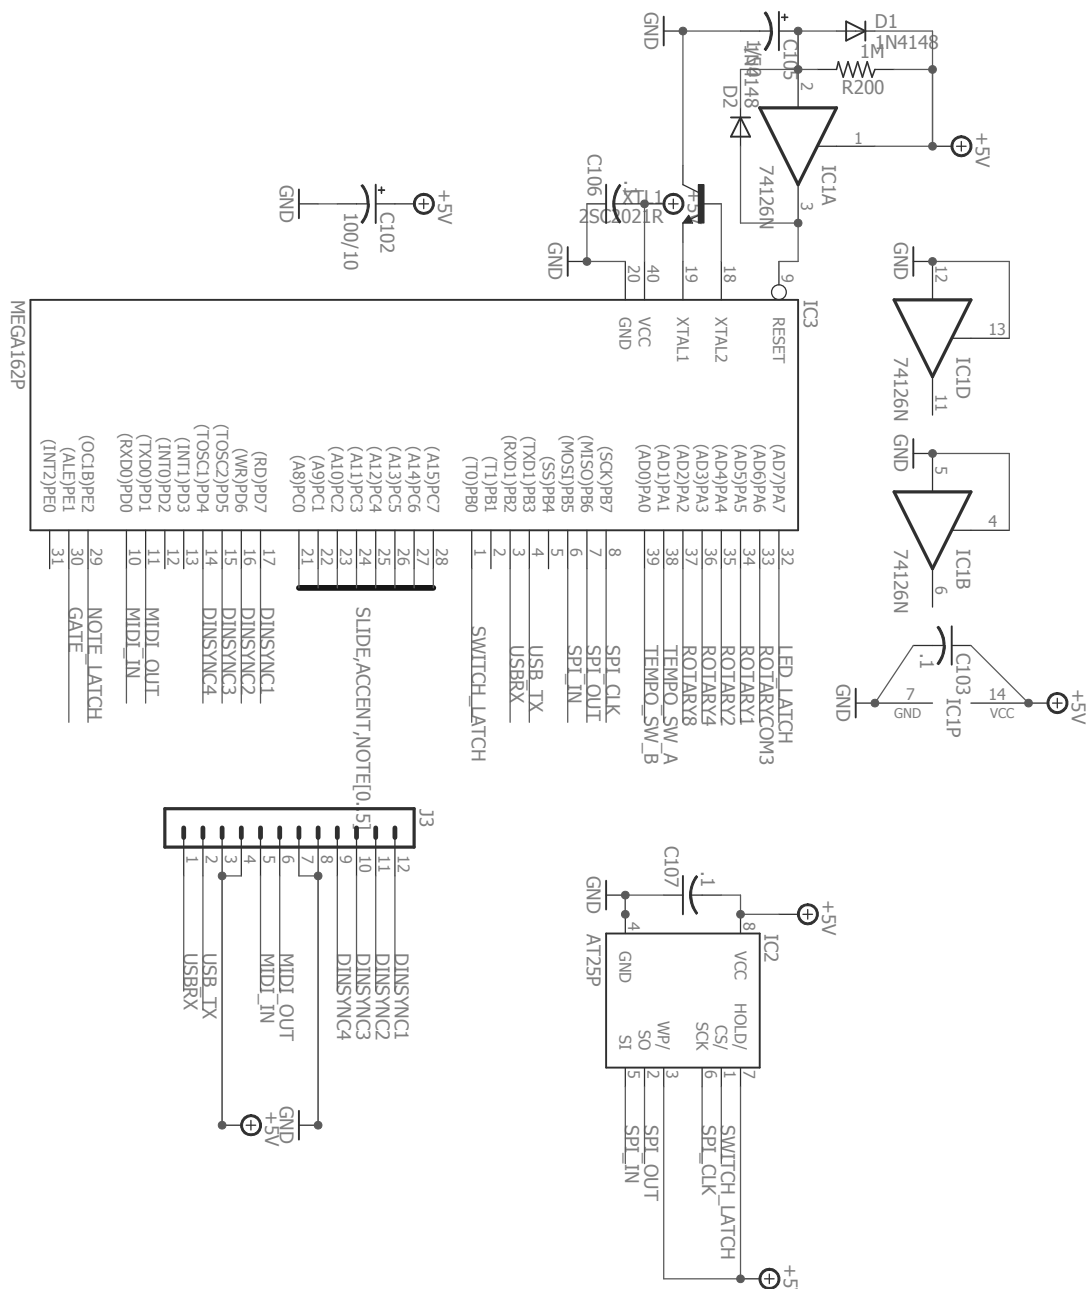 GND
+
C105
1/50
D1
1N4148
1M
R200
1N4148
D2
2
1
+5V
IC1A
74126N
3
GND
+
C102
100/10
+5V
C106
.1
XTL1
2SC2021R
+5V
GND
20
40
19
18
9
IC3
MEGA162P
GND
VCC
XTAL1
XTAL2
RESET
(INT2)PE0
(ALE)PE1
(OC1B)PE2
(RXD0)PD0
(TXD0)PD1
(INT0)PD2
(INT1)PD3
(TOSC1)PD4
(TOSC2)PD5
(WR)PD6
(RD)PD7
(A8)PC0
(A9)PC1
(A10)PC2
(A11)PC3
(A12)PC4
(A13)PC5
(A14)PC6
(A15)PC7
(T0)PB0
(T1)PB1
(RXD1)PB2
(TXD1)PB3
(SS)PB4
(MOSI)PB5
(MISO)PB6
(SCK)PB7
(AD0)PA0
(AD1)PA1
(AD2)PA2
(AD3)PA3
(AD4)PA4
(AD5)PA5
(AD6)PA6
(AD7)PA7
31
30
29
10
11
12
13
14
15
16
17
21
22
23
24
25
26
27
28
1
2
3
4
5
6
7
8
39
38
37
36
35
34
33
32
GATE
NOTE_LATCH
MIDI_IN
MIDI_OUT
DINSYNC4
DINSYNC3
DINSYNC2
DINSYNC1
SLIDE,ACCENT,NOTE[0..5]
SWITCH_LATCH
USBRX
USB_TX
SPI_IN
SPI_OUT
SPI_CLK
TEMPO_SW_B
TEMPO_SW_A
ROTARY8
ROTARY4
ROTARY2
ROTARY1
ROTARYCOM3
LED_LATCH
GND
12
13
IC1D
74126N
11
GND
5
4
IC1B
74126N
6
.1
C103
GND
7
GND
IC1P
14
VCC
+5V
J3
1
2
3
4
5
6
7
8
9
10
11
12
USBRX
USB_TX
MIDI_IN
MIDI_OUT
DINSYNC4
DINSYNC3
DINSYNC2
DINSYNC1
+5V
GND
C107
.1
GND
+5V
4
8
IC2
AT25P
GND
VCC
SI
SO
WP/
SCK
CS/
HOLD/
5
2
3
6
1
7
SPI_IN
SPI_OUT
SPI_CLK
SWITCH_LATCH
+5V